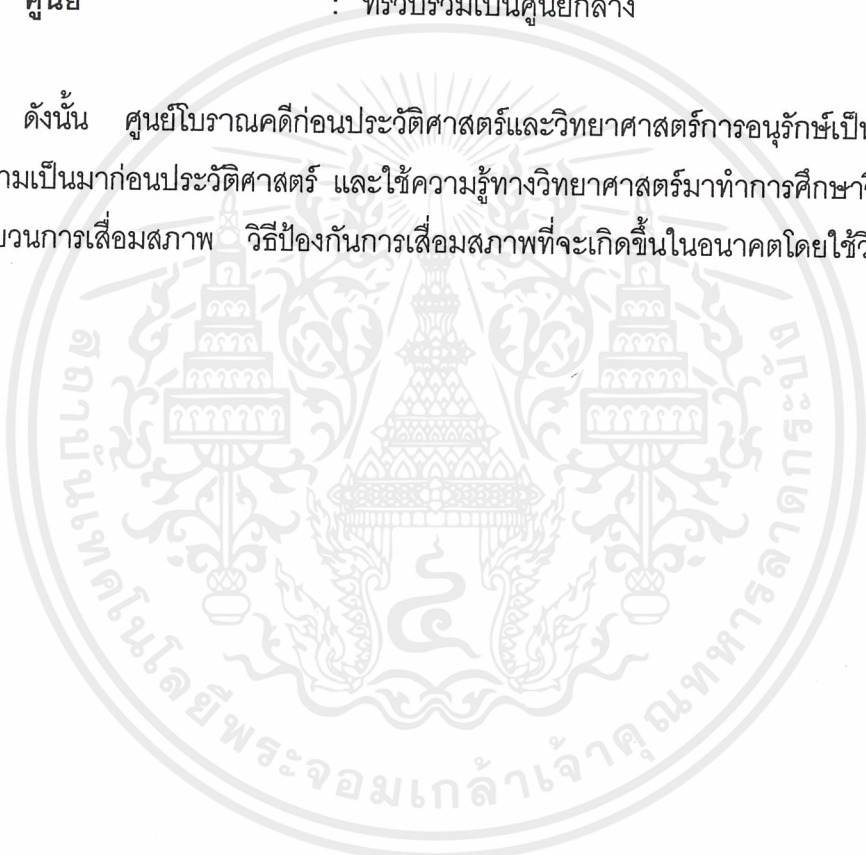 ศูนย์ : ที่รวบรวมเป็นศูนย์กลาง
ดังนั้น ศูนย์โบราณคดีก่อนประวัติศาสตร์และวิทยาศาสตร์การอนุรักษ์เป็น
ามเป็นมาก่อนประวัติศาสตร์ และใช้ความรู้ทางวิทยาศาสตร์มาทำการศึกษาวิ
บวนการเสื่อมสภาพ วิธีป้องกันการเสื่อมสภาพที่จะเกิดขึ้นในอนาคตโดยใช้วิ
สถาบันเทคโนโลยีพระจอมเกล้าเจ้าคุณทหารลาดกระบัง